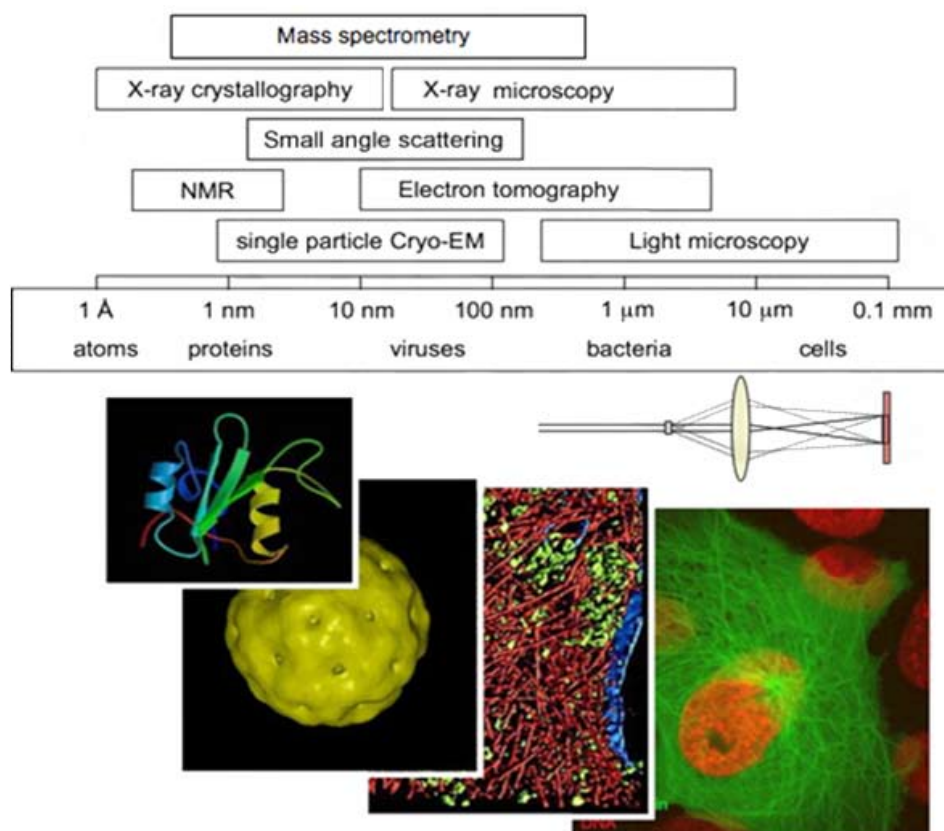 Mass spectrometry
X-ray crystallography X-ray microscopy
Small angle scattering
NMR Electron tomography
single particle Cryo-EM Light microscopy
1 Å 1 nm 10 nm 100 nm 1 μm 10 μm 0.1 mm
atoms proteins viruses bacteria cells
DNA